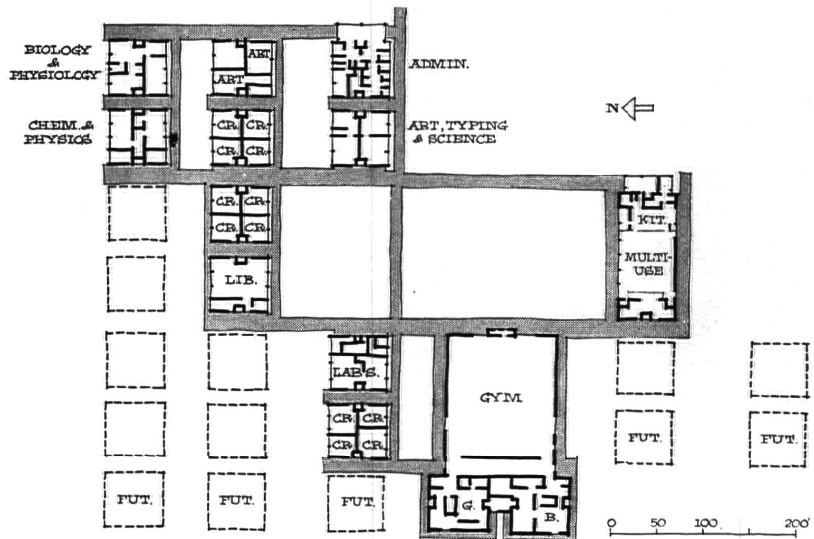 BIOLOGY
&
PHYSIOLOGY
ART
ART
ADMIN.
CHEM. &
PHYSICS
CR. CR.
CR. CR.
ART, TYPING
& SCIENCE
N
CR. CR.
CR. CR.
KIT.
LIB.
MULTI-
USE
LABS.
GYM.
CR. CR.
CR. CR.
FUT.
FUT.
FUT.
FUT.
FUT.
G.
B.
0 50 100 200'